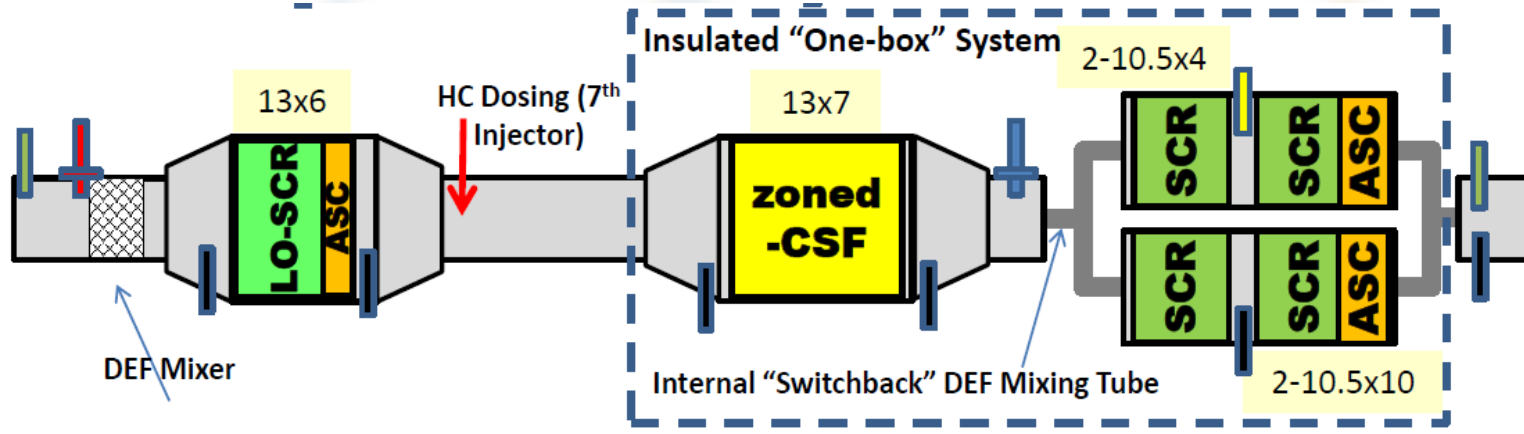 Insulated “One-box” System
2-10.5x4
13x6
HC Dosing (7th
Injector)
13x7
LO-SCR
ASC
zoned
-CSF
SCR
SCR
ASC
SCR
SCR
ASC
DEF Mixer
Internal “Switchback” DEF Mixing Tube
2-10.5x10